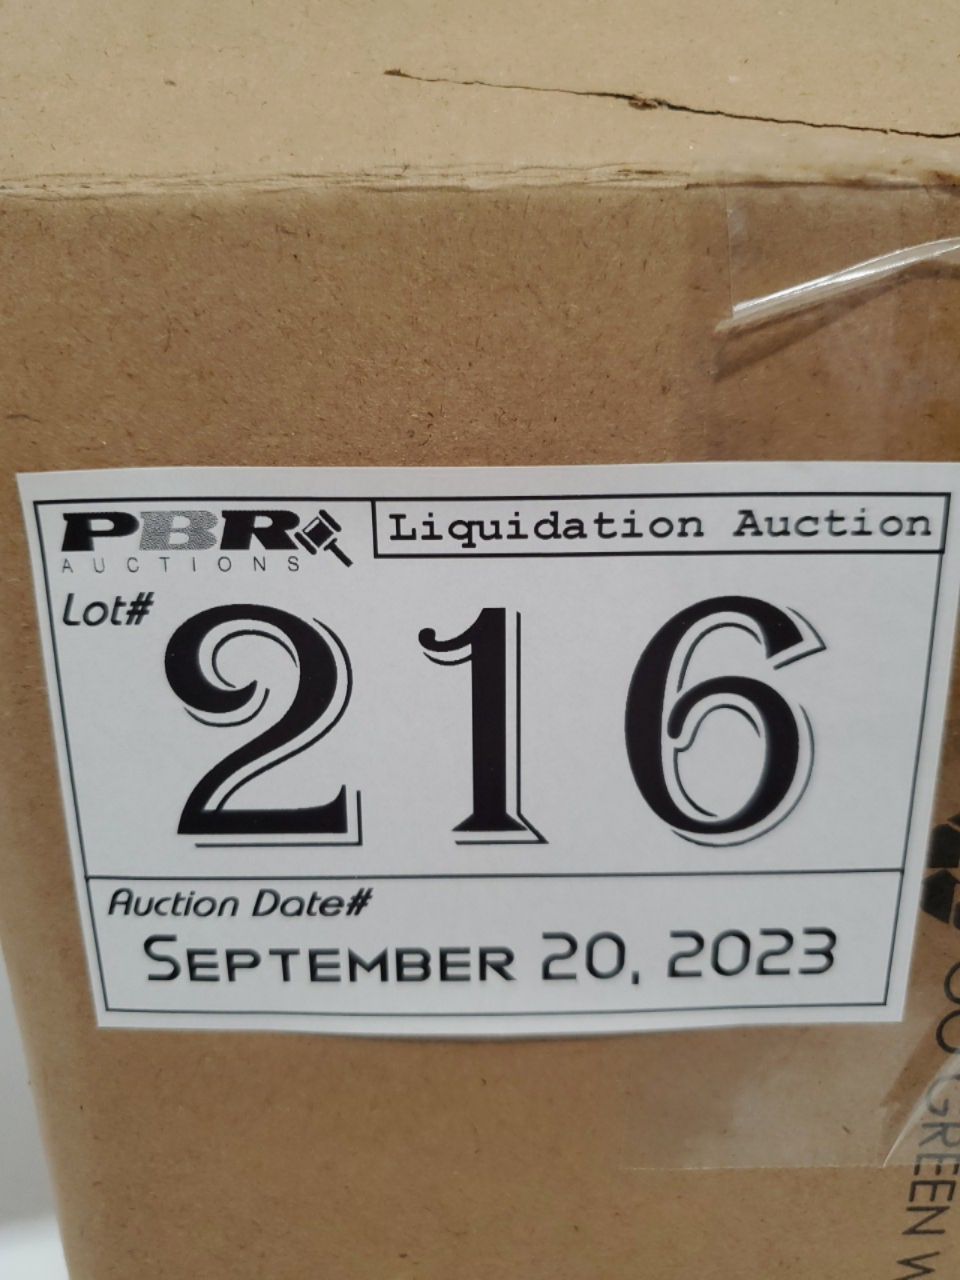 PBR
AUCTIONS
Liquidation Auction
Lot#
216
Auction Date#
SEPTEMBER 20, 2023
GREEN